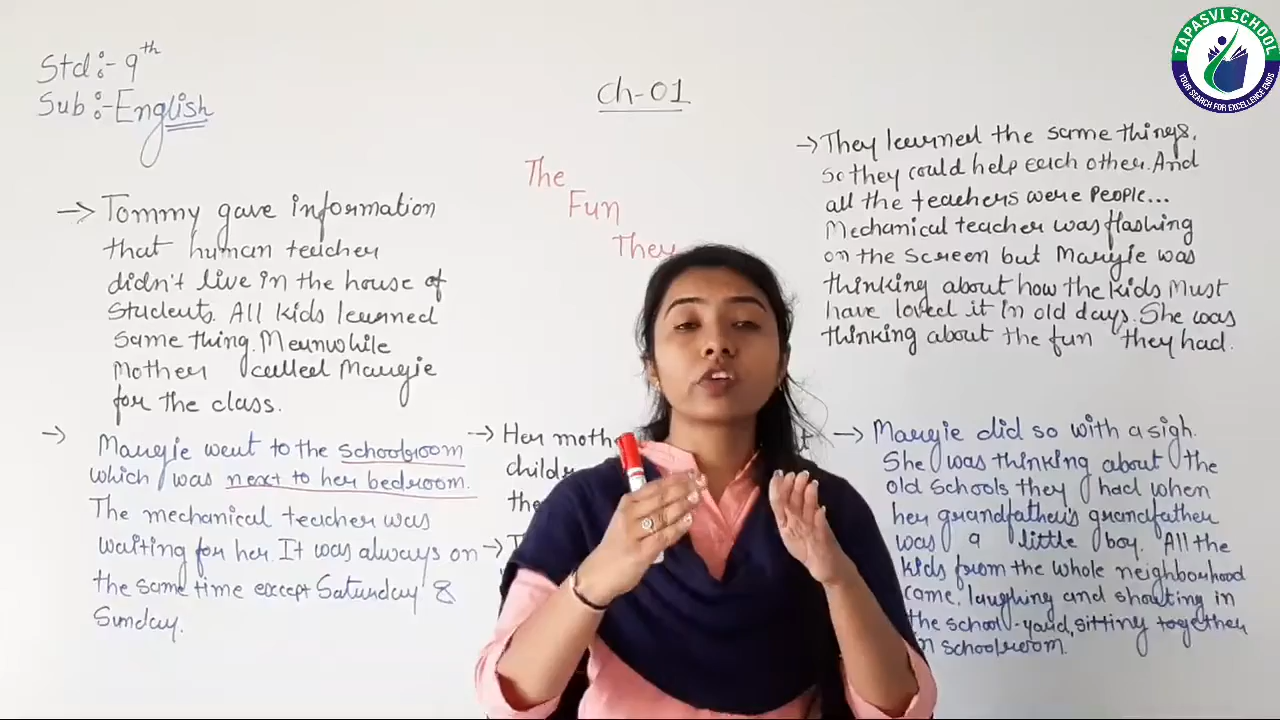 Std :- 9th
Sub :- English
Ch-01
The
Fun
They
TAPASVI SCHOOL
YOUR SEARCH FOR EXCELLENCE ENDS
→ Tommy gave information
that human teacher
didn't live in the house of
students. All kids learned
same thing. Meanwhile
Mother called Margie
for the class.
→ Margie went to the schoolroom
which was next to her bedroom.
The mechanical teacher was
waiting for her. It was always on
the same time except Saturday &
Sunday.
→ Her
child
the
→
→ They learned the same things,
so they could help each other. And
all the teachers were people...
Mechanical teacher was flashing
on the screen but Margie was
thinking about how the kids Must
have loved it in old days. She was
thinking about the fun they had.
→ Margie did so with a sigh.
She was thinking about the
old schools they had when
her grandfather's grandfather
was a little boy. All the
kids from the whole neighbourhood
came, laughing and shouting in
the school-yard, sitting together
in schoolroom.